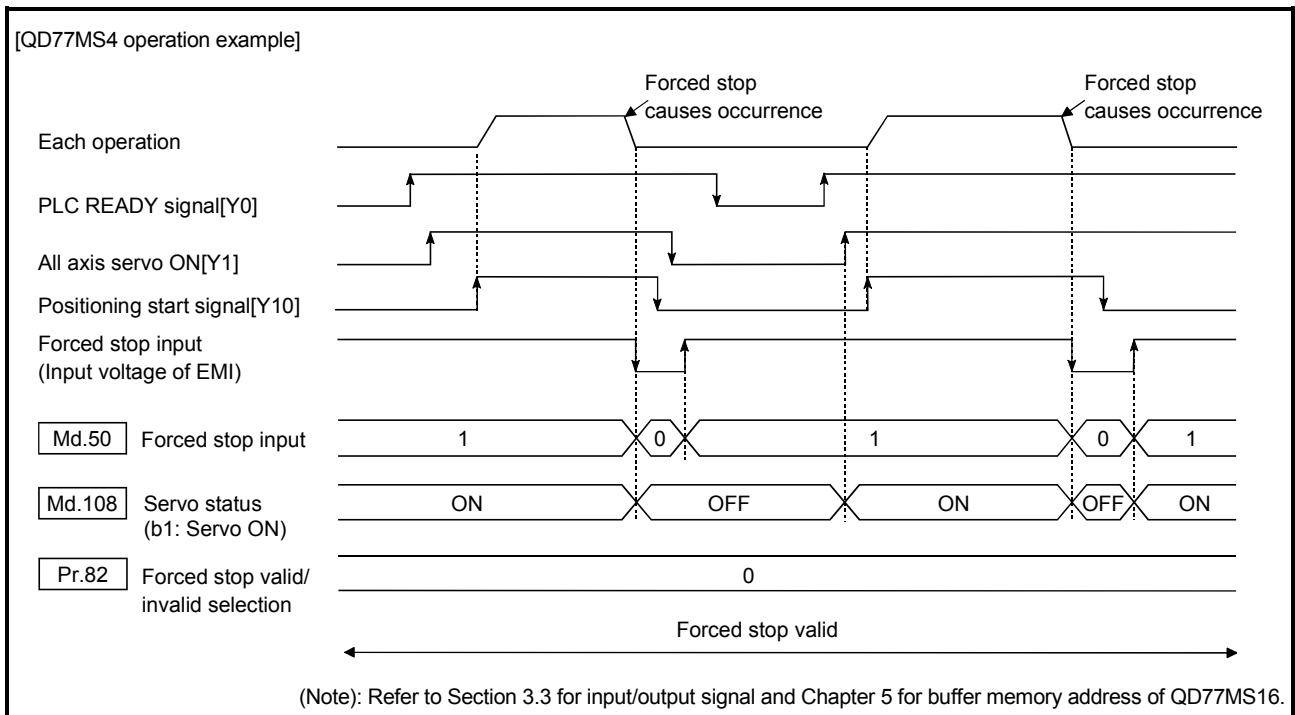 [QD77MS4 operation example]
Forced stop
causes occurrence
Forced stop
causes occurrence
Each operation
PLC READY signal[Y0]
All axis servo ON[Y1]
Positioning start signal[Y10]
Forced stop input
(Input voltage of EMI)
Md.50 Forced stop input 1 0 1 0 1
Md.108 Servo status ON OFF ON OFF ON
(b1: Servo ON)
Pr.82 Forced stop valid/ 0
invalid selection
Forced stop valid
(Note): Refer to Section 3.3 for input/output signal and Chapter 5 for buffer memory address of QD77MS16.